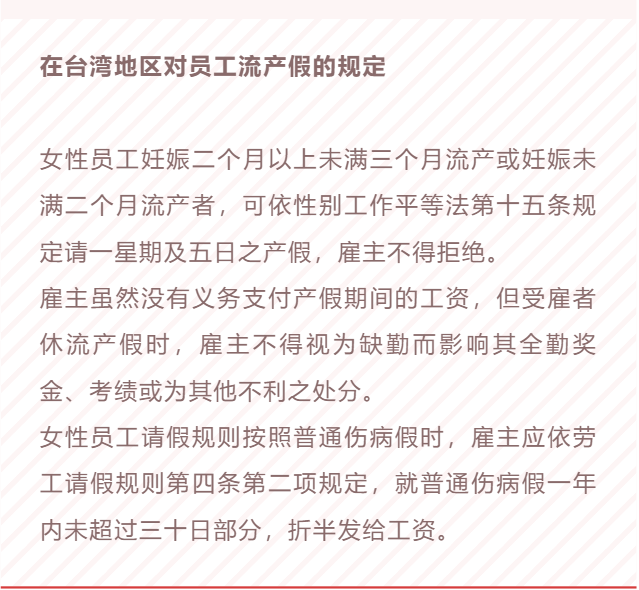 在台湾地区对员工流产假的规定
女性员工妊娠二个月以上未满三个月流产或妊娠未
满二个月流产者，可依性别工作平等法第十五条规
定请一星期及五日之产假，雇主不得拒绝。
雇主虽然没有义务支付产假期间的工资，但受雇者
休流产假时，雇主不得视为缺勤而影响其全勤奖
金、考绩或为其他不利之处分。
女性员工请假规则按照普通伤病假时，雇主应依劳
工请假规则第四条第二项规定，就普通伤病假一年
内未超过三十日部分，折半发给工资。